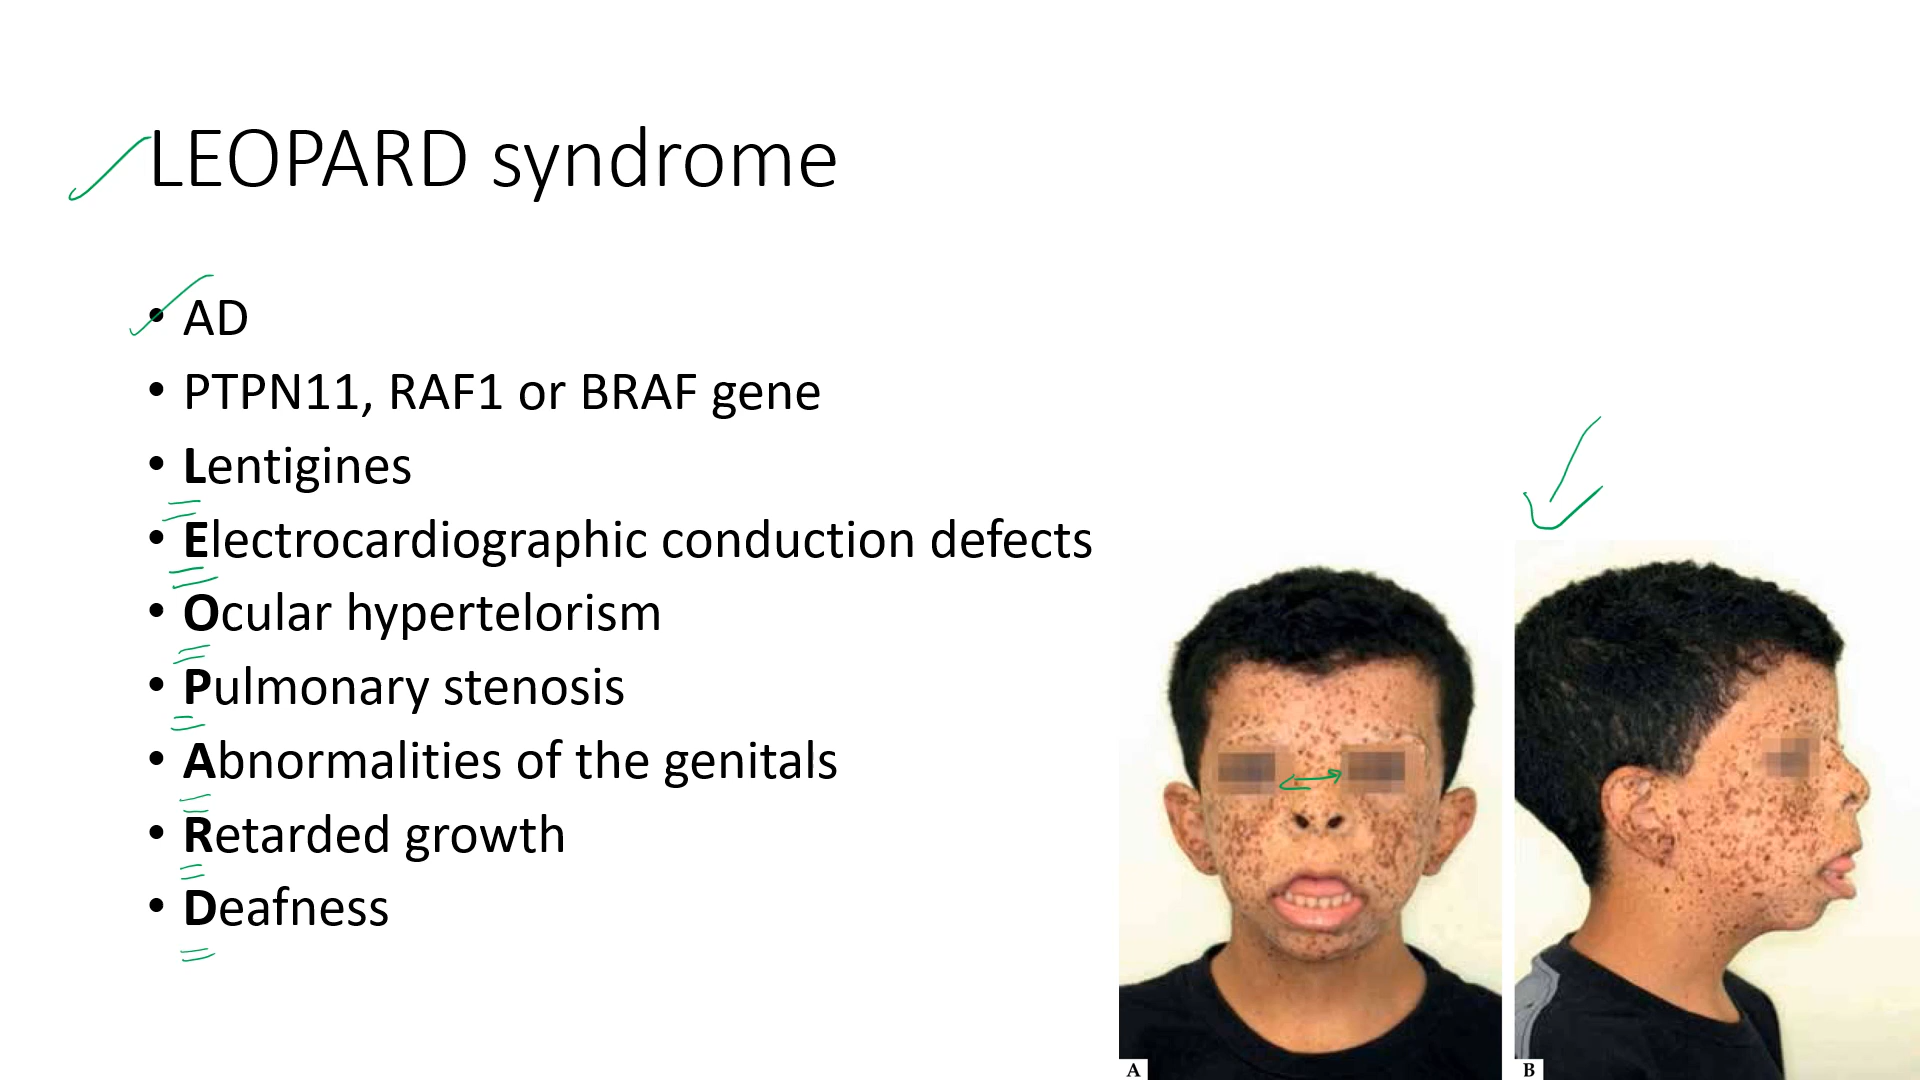 LEOPARD syndrome
• AD
• PTPN11, RAF1 or BRAF gene
• Lentigines
• Electrocardiographic conduction defects
• Ocular hypertelorism
• Pulmonary stenosis
• Abnormalities of the genitals
• Retarded growth
• Deafness
A
B